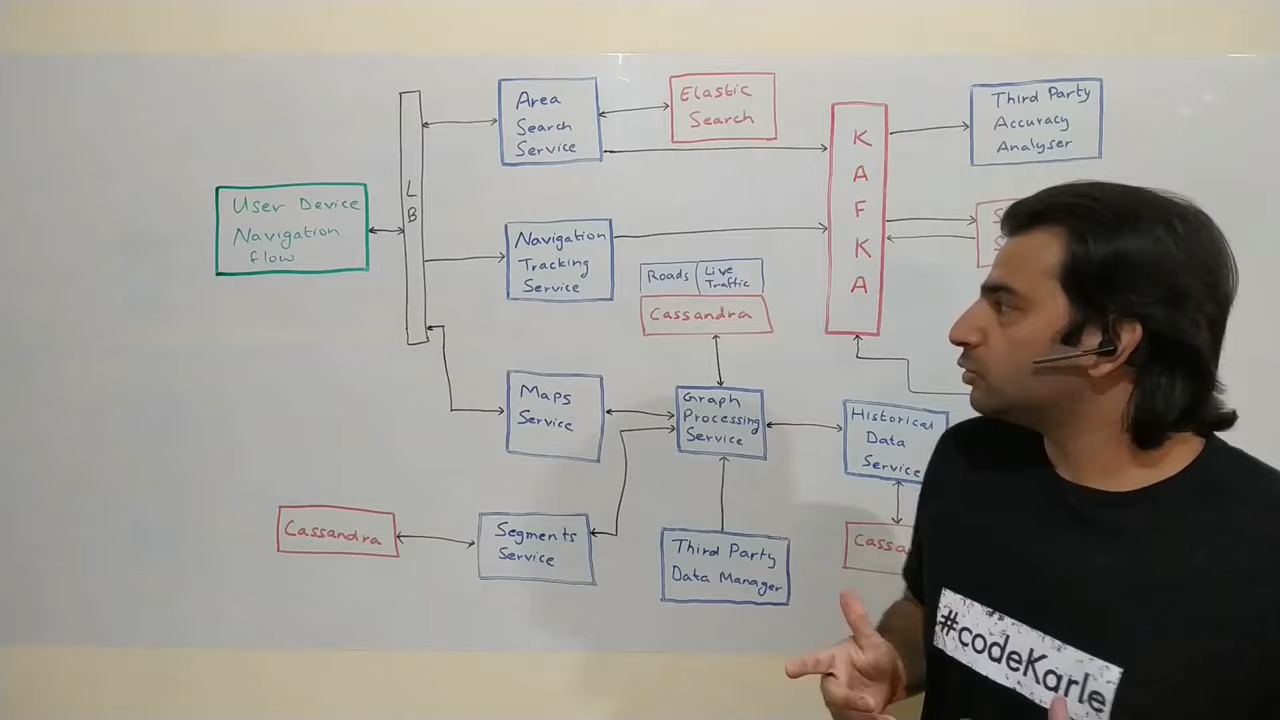 User Device
Navigation
flow
L
B
Area
Search
Service
Elastic
Search
Navigation
Tracking
Service
Roads
Live
Traffic
Cassandra
Maps
Service
Graph
Processing
Service
Cassandra
Segments
Service
Third Party
Data Manager
K
A
F
K
A
Third Party
Accuracy
Analyser
S
S
Historical
Data
Service
Cassa
#codeKarle